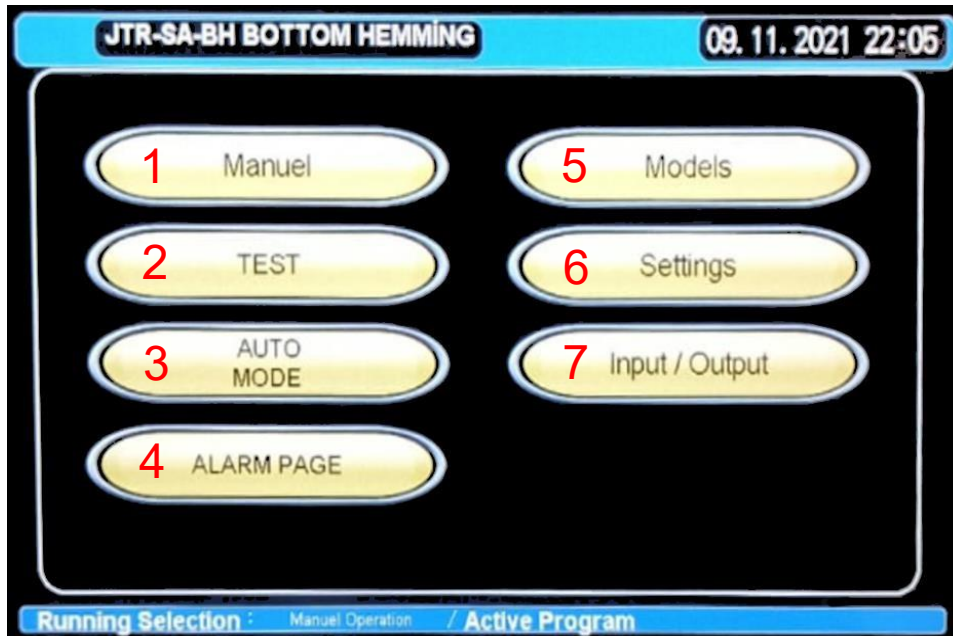 JTR-SA-BH BOTTOM HEMMİNG
09. 11. 2021 22:05
1 Manuel
2 TEST
3 AUTO
MODE
4 ALARM PAGE
5 Models
6 Settings
7 Input / Output
Running Selection : Manuel Operation / Active Program